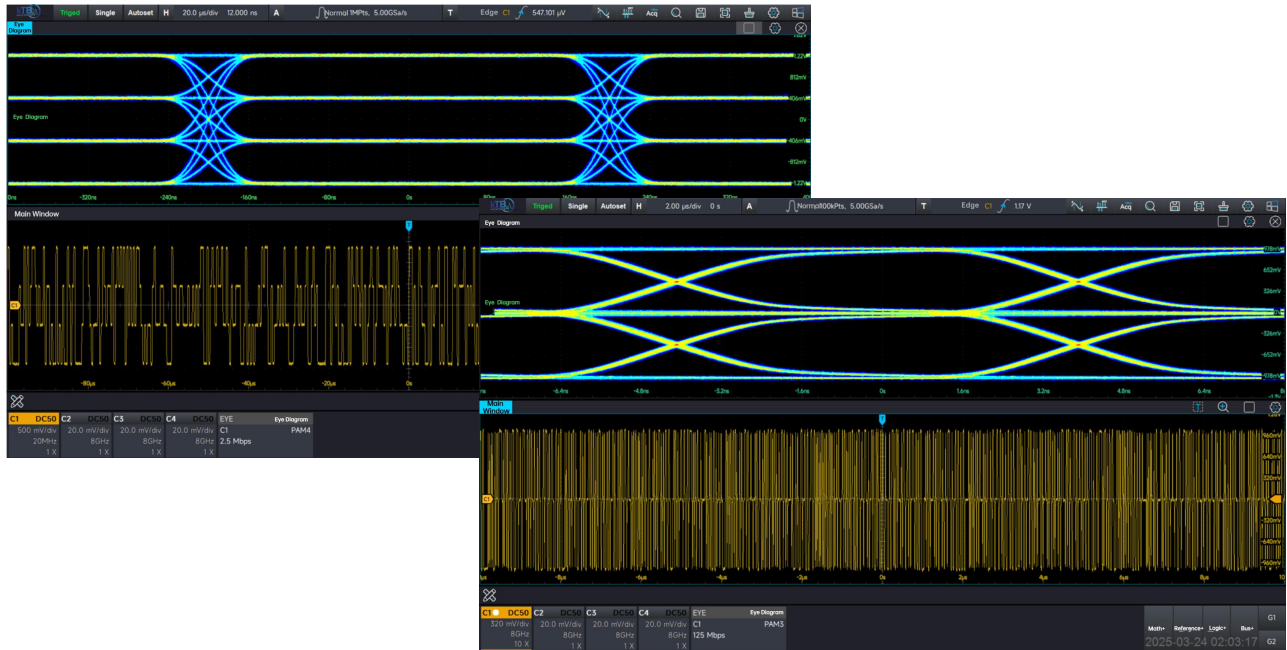 Triged Single Autoset H 20.0 µs/div 12.000 ns A Normal 1MPts, 5.00GSa/s T Edge C1 547.101 µV Acq
Eye Diagram
1.22V
812mV
406mV
Eye Diagram
0V
-406mV
-812mV
-1.22V
-320ns -240ns -160ns 0s 80ns 160ns
Main Window
C1
-80µs -60µs -40µs -20µs 0s
C1 DC50 C2 DC50 C3 DC50 C4 DC50 EYE Eye Diagram
500 mV/div 20.0 mV/div 20.0 mV/div 20.0 mV/div C1 PAM4
20MHz 8GHz 8GHz 8GHz 2.5 Mbps
1 X 1 X 1 X 1 X
Triged Single Autoset H 2.00 µs/div 0 s A Normal100kPts, 5.00GSa/s T Edge C1 1.17 V Acq
Eye Diagram
978mV
652mV
Eye Diagram
326mV
-326mV
-652mV
-978mV
-6.4ns -4.8ns -3.2ns -1.6ns 0s 1.6ns 3.2ns 4.8ns 6.4ns
Main Window
960mV
640mV
320mV
C1
-320mV
-640mV
-960mV
-8µs -6µs -4µs -2µs 0s 2µs 4µs 6µs 8µs 10
C1 DC50 C2 DC50 C3 DC50 C4 DC50 EYE Eye Diagram
320 mV/div 20.0 mV/div 20.0 mV/div 20.0 mV/div C1 PAM3
8GHz 8GHz 8GHz 8GHz 125 Mbps
10 X 1 X 1 X 1 X
Math+ Reference+ Logic+ Bus+ G1
2025-03-24 02:03:17 G2